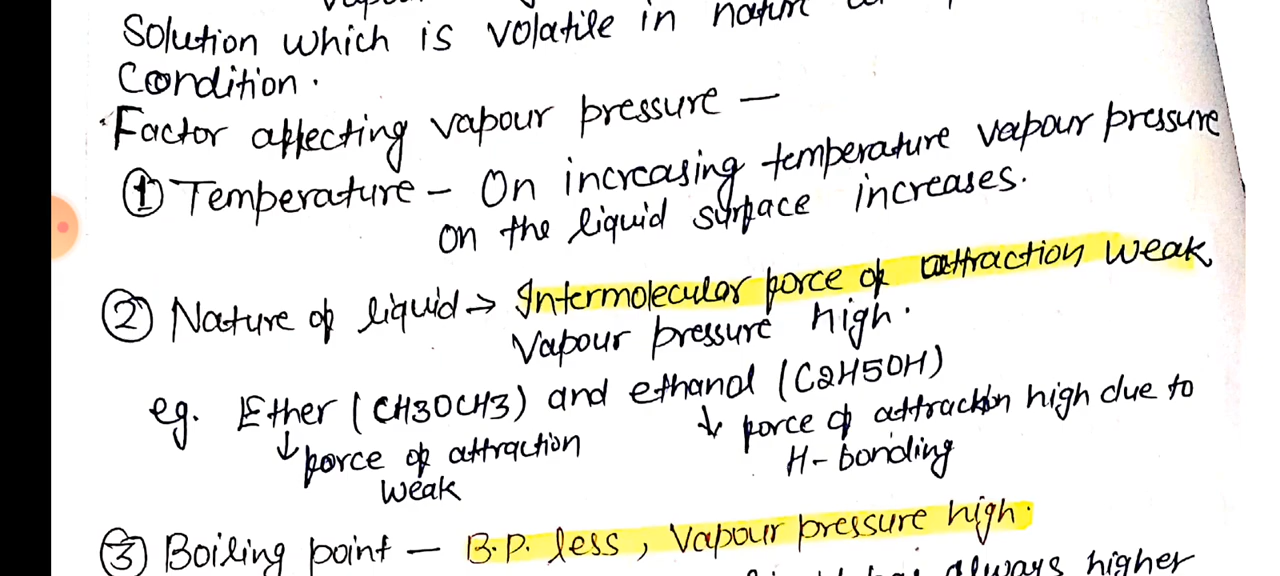 Solution which is volatile in nature
Condition.
Factor affecting vapour pressure —
① Temperature - On increasing temperature vapour pressure
on the liquid surface increases.
② Nature of liquid → Intermolecular force of attraction weak
Vapour pressure high.
eg. Ether (CH3OCH3) and ethanol (C2H5OH)
↓ force of attraction weak
↓ force of attraction high due to H-bonding
③ Boiling point — B.P. less, Vapour pressure high.
always higher